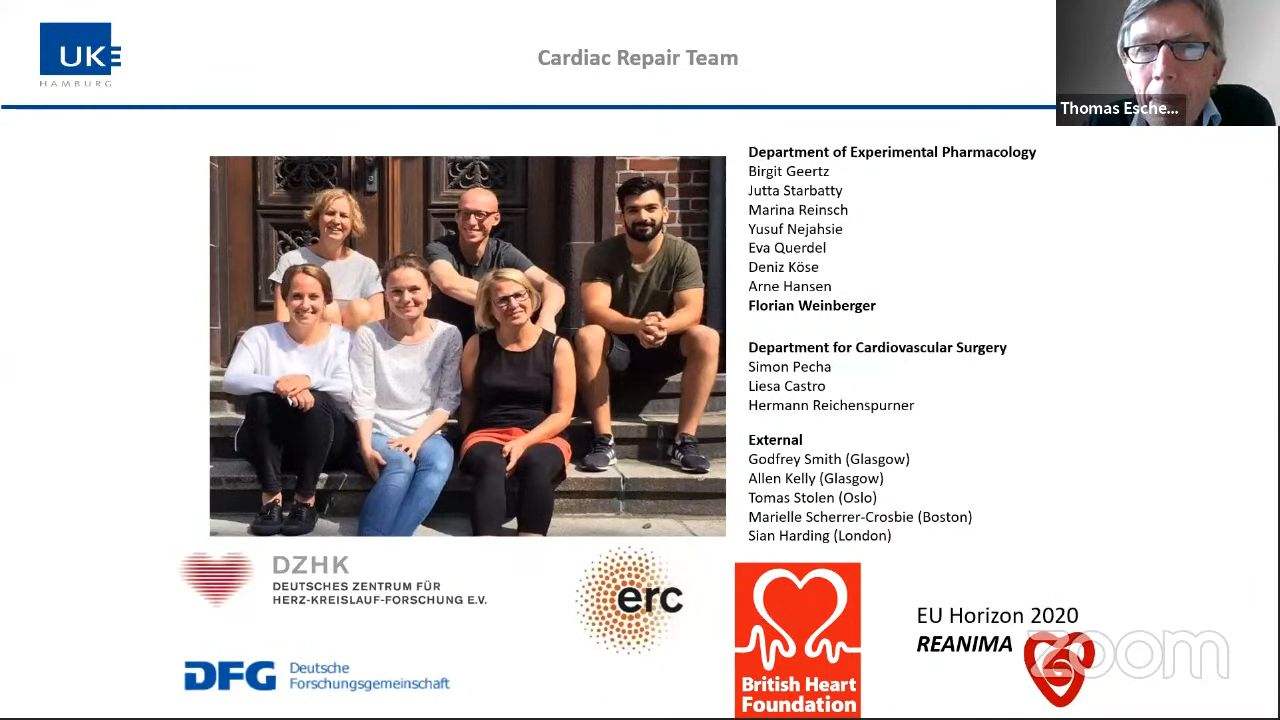 UKE
HAMBURG
Cardiac Repair Team
Thomas Esche...
Department of Experimental Pharmacology
Birgit Geertz
Jutta Starbatty
Marina Reinsch
Yusuf Nejahsie
Eva Querdel
Deniz Köse
Arne Hansen
Florian Weinberger
Department for Cardiovascular Surgery
Simon Pecha
Liesa Castro
Hermann Reichenspurner
External
Godfrey Smith (Glasgow)
Allen Kelly (Glasgow)
Tomas Stolen (Oslo)
Marielle Scherrer-Crosbie (Boston)
Sian Harding (London)
DZHK
DEUTSCHES ZENTRUM FÜR
HERZ-KREISLAUF-FORSCHUNG E.V.
erc
DFG
Deutsche
Forschungsgemeinschaft
British Heart
Foundation
EU Horizon 2020
REANIMA
zoom